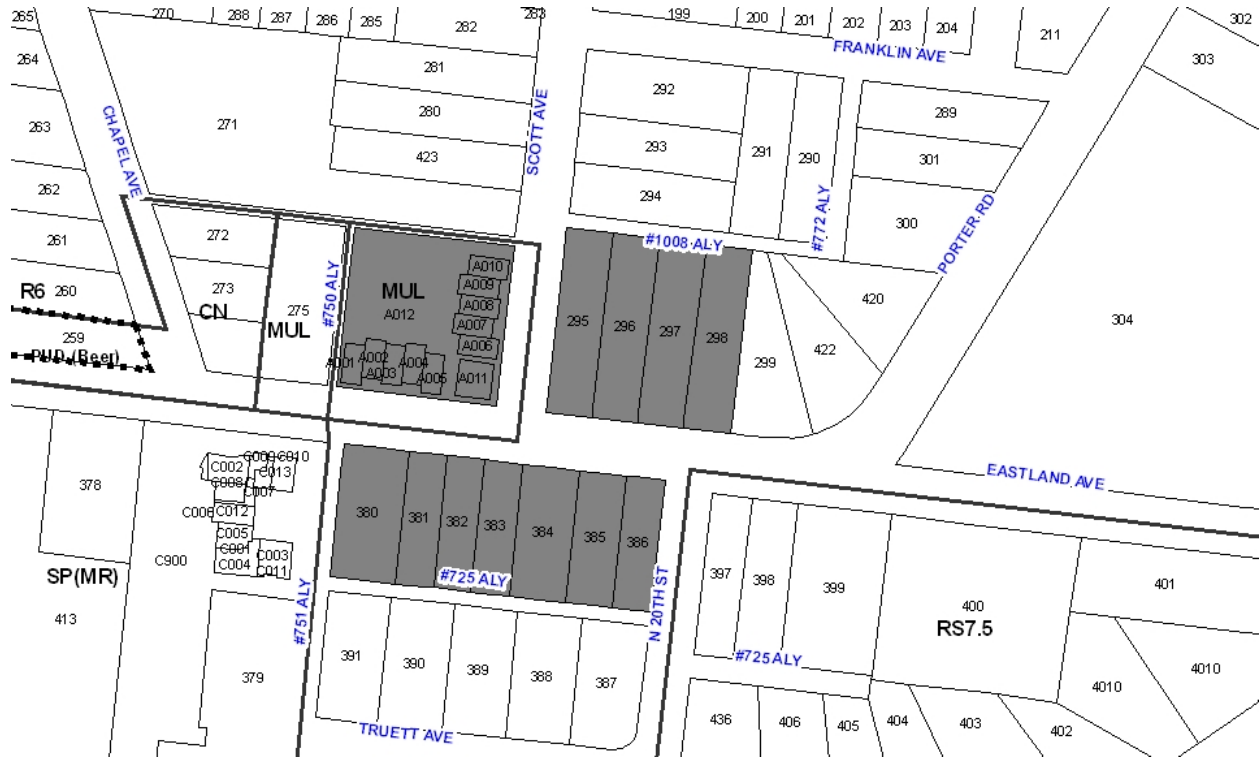 265
270
288
287
286
285
282
283
199
200
201
202
203
204
211
302
FRANKLIN AVE
303
264
281
292
SCOTT AVE
280
289
CHAPEL AVE
263
271
293
291
290
301
423
262
294
#772 ALY
300
PORTER RD
261
272
#1008 ALY
R6
260
273
CN
275
MUL
#750 ALY
MUL
A012
A010
A009
A008
A007
A006
420
304
259
PUD (Beer)
295
296
297
298
299
422
A001
A002
A003
A004
A005
A011
EASTLAND AVE
378
C002
C009
C010
C013
C008
C007
C006
C012
C005
C001
C004
C003
C011
C900
380
381
382
383
384
385
386
SP(MR)
413
#725 ALY
#751 ALY
N 20TH ST
397
398
399
400
RS7.5
401
379
391
390
389
388
387
#725 ALY
4010
4010
TRUETT AVE
436
406
405
404
403
402